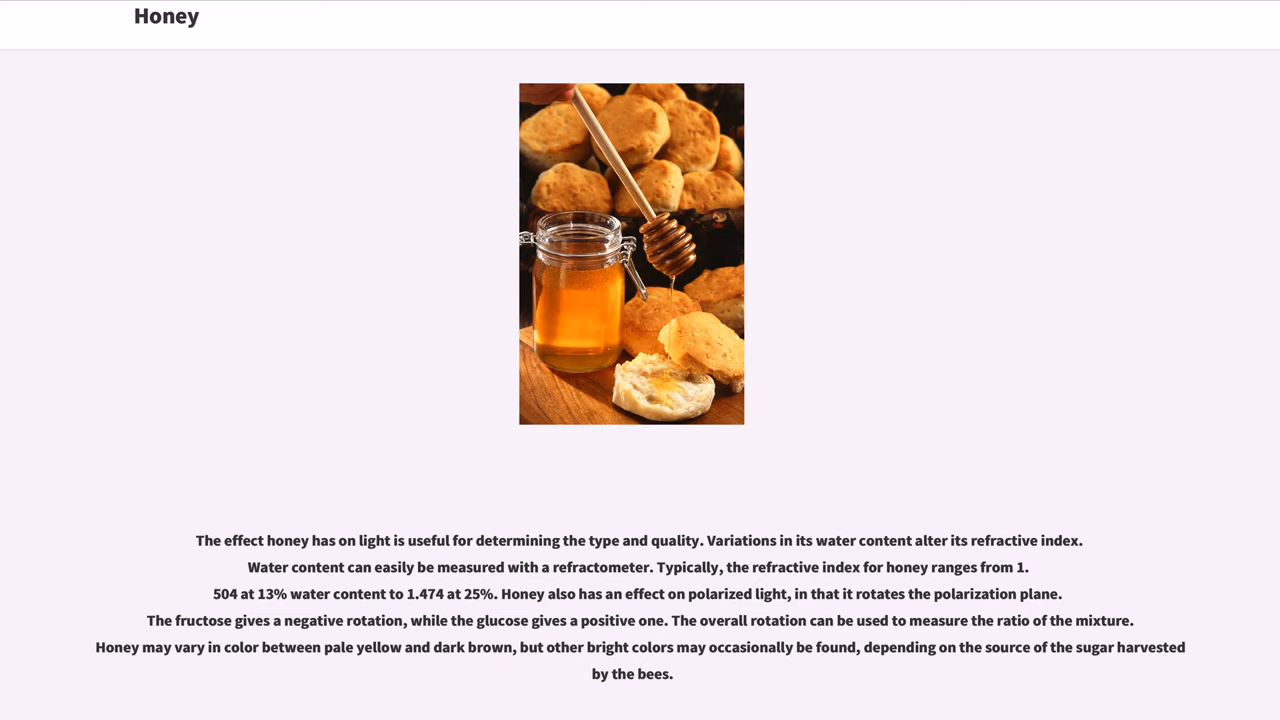 Honey
The effect honey has on light is useful for determining the type and quality. Variations in its water content alter its refractive index.
Water content can easily be measured with a refractometer. Typically, the refractive index for honey ranges from 1.
504 at 13% water content to 1.474 at 25%. Honey also has an effect on polarized light, in that it rotates the polarization plane.
The fructose gives a negative rotation, while the glucose gives a positive one. The overall rotation can be used to measure the ratio of the mixture.
Honey may vary in color between pale yellow and dark brown, but other bright colors may occasionally be found, depending on the source of the sugar harvested
by the bees.